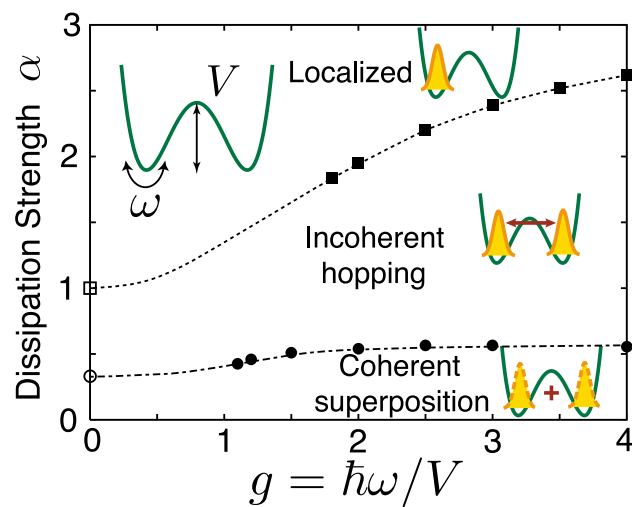 3
2
1
0
Dissipation Strength α
V
ω
Localized
Incoherent
hopping
Coherent
superposition
+
0 1 2 3 4
g = ħω/V